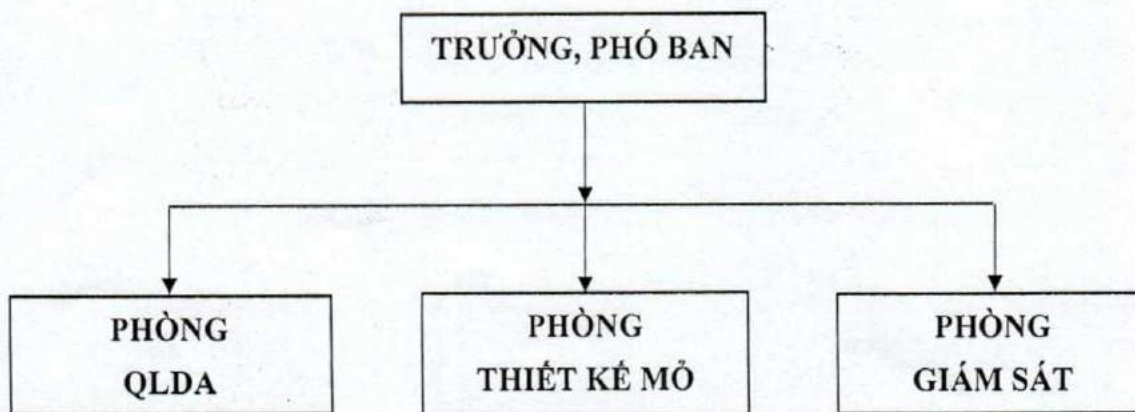 TRƯỞNG, PHÓ BAN
PHÒNG
QLDA
PHÒNG
THIẾT KẾ MỎ
PHÒNG
GIÁM SÁT